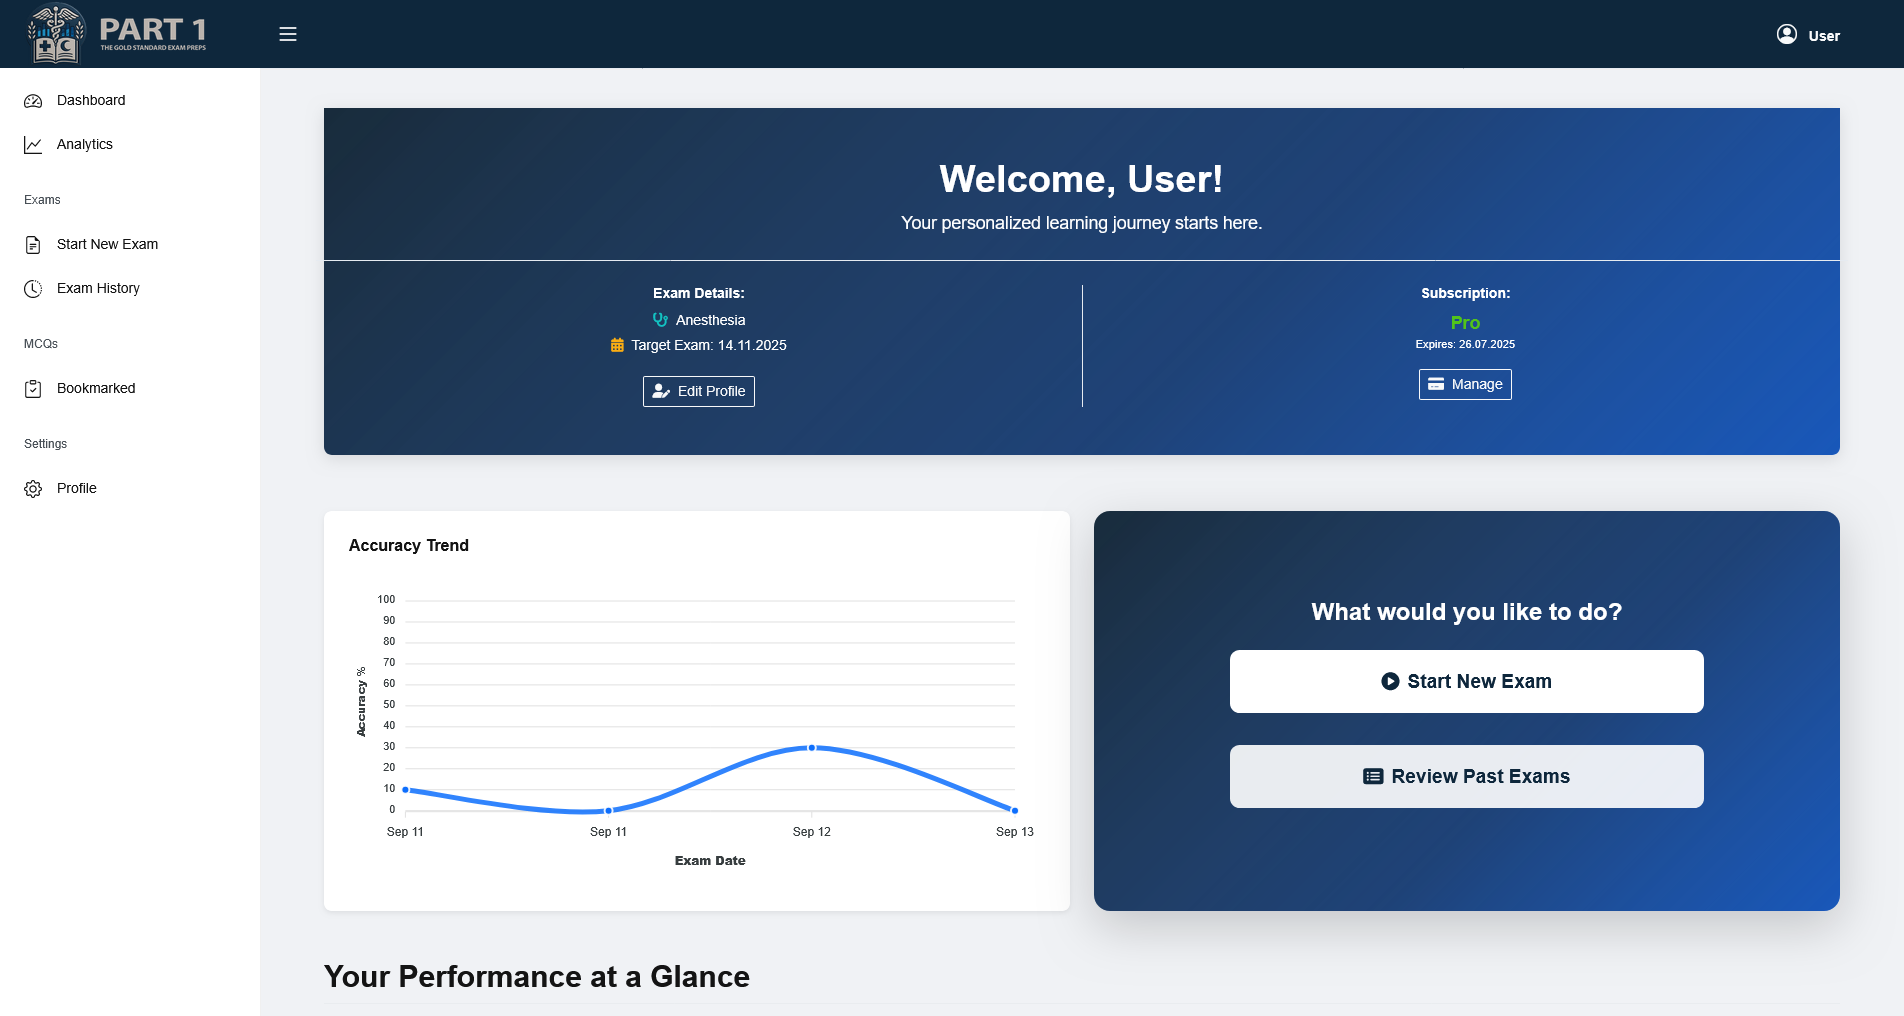 PART 1
THE GOLD STANDARD EXAM PREPS
User
Dashboard
Analytics
Exams
Start New Exam
Exam History
MCQs
Bookmarked
Settings
Profile
Welcome, User!
Your personalized learning journey starts here.
Exam Details:
Anesthesia
Target Exam: 14.11.2025
Edit Profile
Subscription:
Pro
Expires: 26.07.2025
Manage
Accuracy Trend
100
90
80
70
60
50
40
30
20
10
0
Accuracy %
Sep 11
Sep 11
Sep 12
Sep 13
Exam Date
What would you like to do?
Start New Exam
Review Past Exams
Your Performance at a Glance